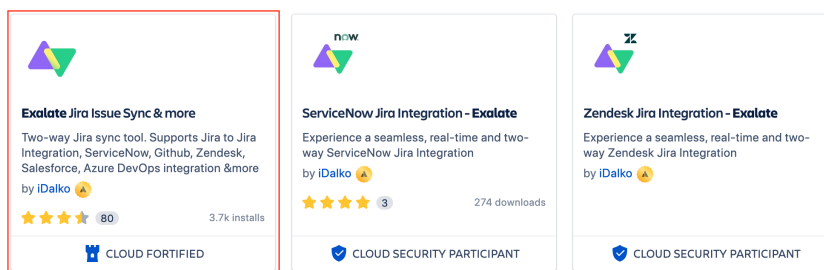 Exalate Jira Issue Sync & more
Two-way Jira sync tool. Supports Jira to Jira
Integration, ServiceNow, Github, Zendesk,
Salesforce, Azure DevOps integration &more
by iDalko
80
3.7k installs
CLOUD FORTIFIED
now.
ServiceNow Jira Integration - Exalate
Experience a seamless, real-time and two-
way ServiceNow Jira Integration
by iDalko
3
274 downloads
CLOUD SECURITY PARTICIPANT
Zendesk Jira Integration - Exalate
Experience a seamless, real-time and two-
way Zendesk Jira Integration
by iDalko
CLOUD SECURITY PARTICIPANT